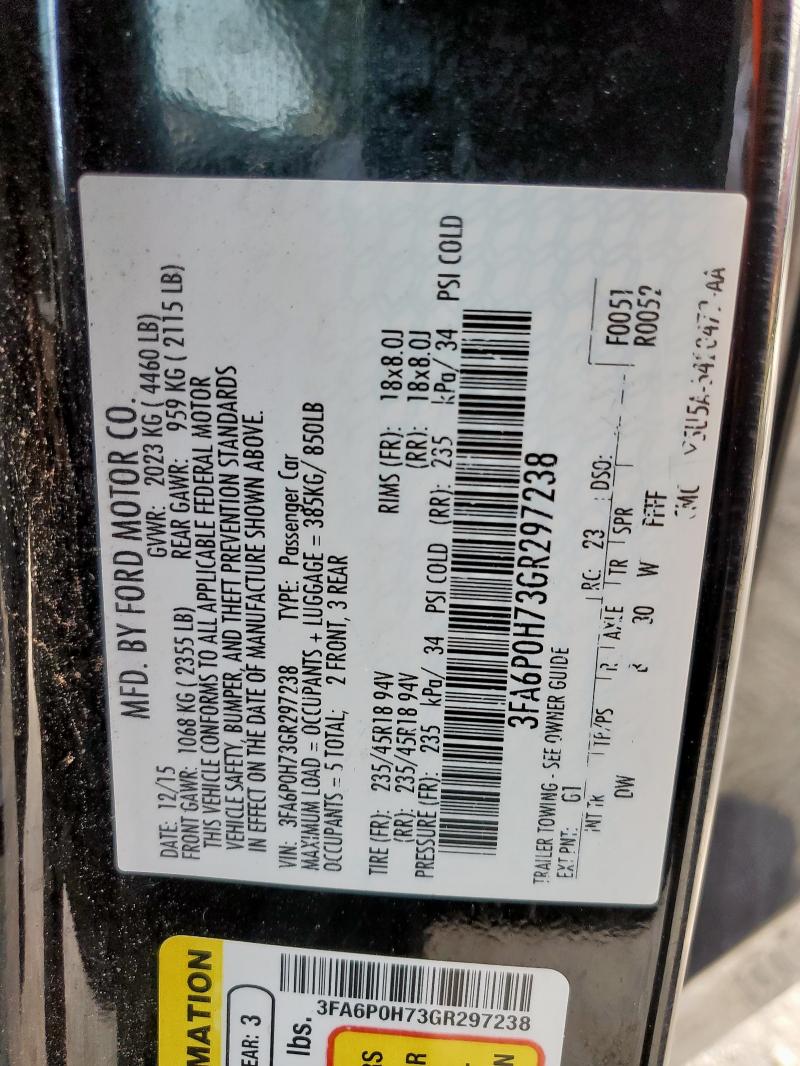 MFD. BY FORD MOTOR CO.
DATE: 12/15 GVWR: 2023 KG ( 4460 LB)
FRONT GAWR: 1068 KG ( 2355 LB) REAR GAWR: 959 KG ( 2115 LB)
THIS VEHICLE CONFORMS TO ALL APPLICABLE FEDERAL MOTOR
VEHICLE SAFETY, BUMPER, AND THEFT PREVENTION STANDARDS
IN EFFECT ON THE DATE OF MANUFACTURE SHOWN ABOVE.
VIN: 3FA6P0H73GR297238 TYPE: Passenger Car
MAXIMUM LOAD = OCCUPANTS + LUGGAGE = 385KG/ 850LB
OCCUPANTS = 5 TOTAL; 2 FRONT, 3 REAR
TIRE (FR): 235/45R18 94V RIMS (FR): 18x8.0J
(RR): 235/45R18 94V (RR): 18x8.0J
PRESSURE (FR): 235 kPa/ 34 PSI COLD (RR): 235 kPa/ 34 PSI COLD
3FA6P0H73GR297238
TRAILER TOWING - SEE OWNER GUIDE
EXT PNT: G1 RC: 23 DSO: F0051
INT TR TP/PS R AXLE TR SPR R0052
DW 30 W
MATION
EAR: 3
lbs.
3FA6P0H73GR297238
RS
R
N